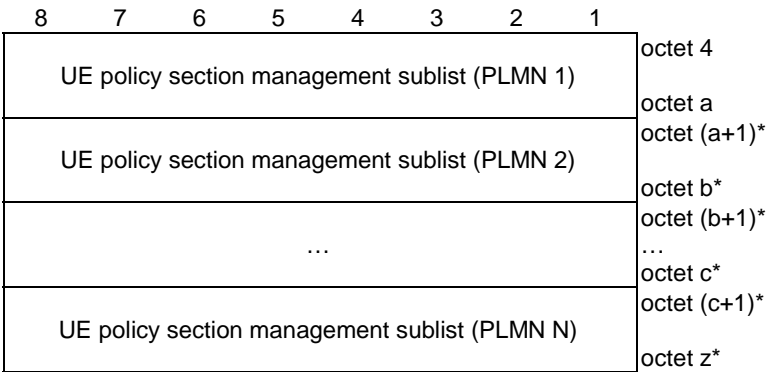 8 7 6 5 4 3 2 1
octet 4
UE policy section management sublist (PLMN 1)
octet a
octet (a+1)*
UE policy section management sublist (PLMN 2)
octet b*
octet (b+1)*
… …
octet c*
octet (c+1)*
UE policy section management sublist (PLMN N)
octet z*